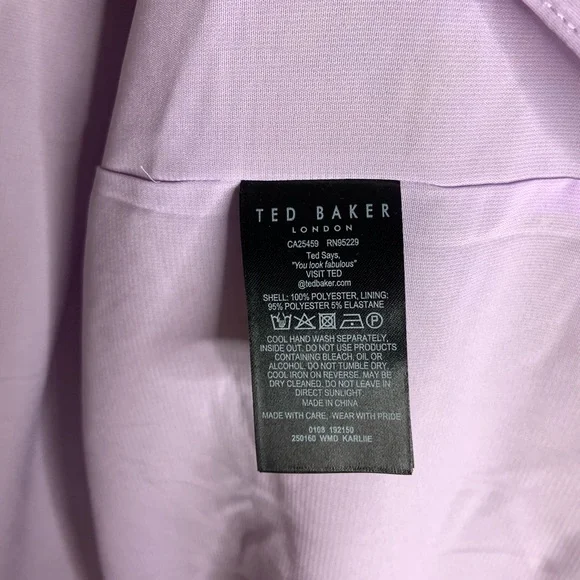 TED BAKER
LONDON
CA25459 RN95229
Ted Says,
"You look fabulous"
VISIT TED
@tedbaker.com
SHELL: 100% POLYESTER, LINING:
95% POLYESTER 5% ELASTANE
P
COOL HAND WASH SEPARATELY,
INSIDE OUT. DO NOT USE PRODUCTS
CONTAINING BLEACH, OIL OR
ALCOHOL. DO NOT TUMBLE DRY.
COOL IRON ON REVERSE. MAY BE
DRY CLEANED. DO NOT LEAVE IN
DIRECT SUNLIGHT.
MADE IN CHINA
MADE WITH CARE, WEAR WITH PRIDE
0108 192150
250160 WMD KARLIIE